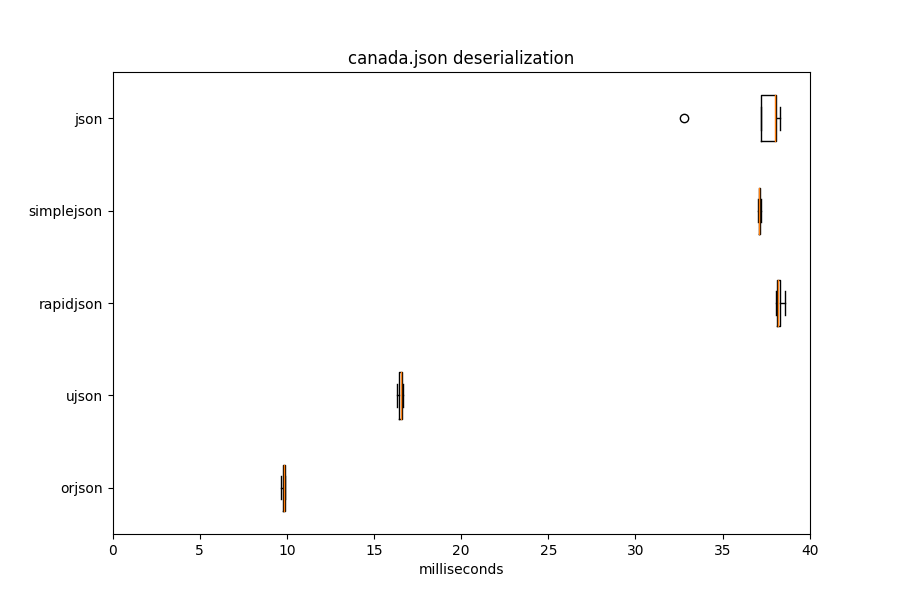 canada.json deserialization
json
simplejson
rapidjson
ujson
orjson
0 5 10 15 20 25 30 35 40
milliseconds